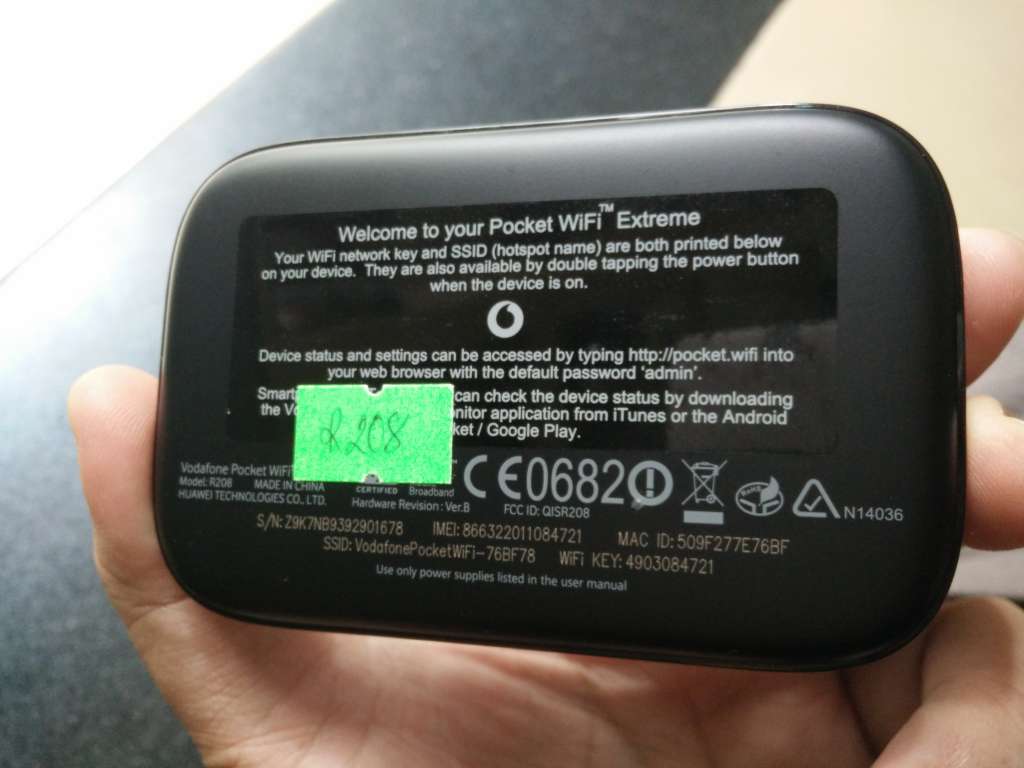 Welcome to your Pocket WiFi™ Extreme
Your WiFi network key and SSID (hotspot name) are both printed below
on your device. They are also available by double tapping the power button
when the device is on.
Device status and settings can be accessed by typing http://pocket.wifi into
your web browser with the default password 'admin'.
can check the device status by downloading
the application from iTunes or the Android
/ Google Play.
R208
Vodafone Pocket WiFi
Model: R208 MADE IN CHINA
HUAWEI TECHNOLOGIES CO., LTD.
CERTIFIED Broadband
Hardware Revision : Ver.B
CE0682
FCC ID: QISR208
RoHS
N14036
S/N: Z9K7NB9392901678 IMEI: 866322011084721 MAC ID: 509F277E76BF
SSID: VodafonePocketWiFi-76BF78 WiFi KEY: 4903084721
Use only power supplies listed in the user manual